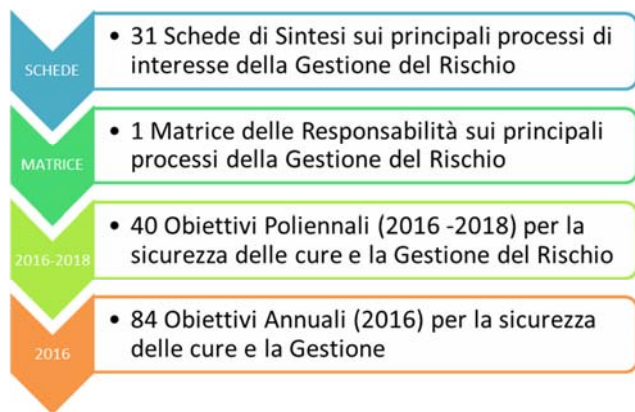 SCHEDE
• 31 Schede di Sintesi sui principali processi di
interesse della Gestione del Rischio
MATRICE
• 1 Matrice delle Responsabilità sui principali
processi della Gestione del Rischio
2016-2018
• 40 Obiettivi Poliennali (2016 -2018) per la
sicurezza delle cure e la Gestione del Rischio
2016
• 84 Obiettivi Annuali (2016) per la sicurezza
delle cure e la Gestione